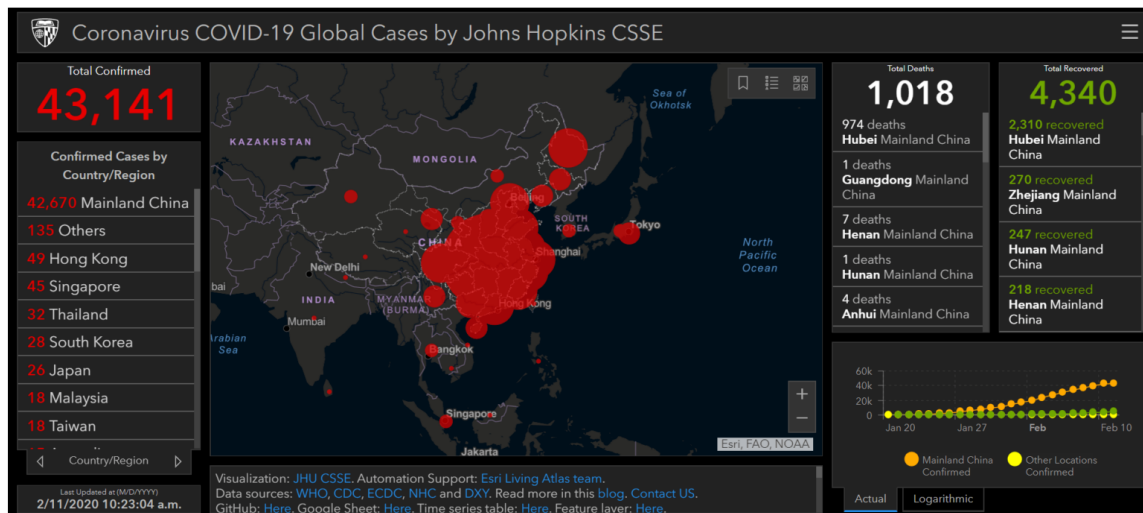 Coronavirus COVID-19 Global Cases by Johns Hopkins CSSE
Total Confirmed
43,141
Confirmed Cases by
Country/Region
42,670 Mainland China
135 Others
49 Hong Kong
45 Singapore
32 Thailand
28 South Korea
26 Japan
18 Malaysia
18 Taiwan
Country/Region
Last Updated at (M/D/YYYY)
2/11/2020 10:23:04 a.m.
Sea of
Okhotsk
KAZAKHSTAN
MONGOLIA
Beijing
SOUTH
KOREA
Tokyo
CHINA
Shanghai
North
Pacific
Ocean
New Delhi
bai
INDIA
MYANMAR
(BURMA)
Hong Kong
Mumbai
Arabian
Sea
Bangkok
Singapore
Jakarta
+
−
Esri, FAO, NOAA
Visualization: JHU CSSE. Automation Support: Esri Living Atlas team.
Data sources: WHO, CDC, ECDC, NHC and DXY. Read more in this blog. Contact US.
GitHub: Here. Google Sheet: Here. Time series table: Here. Feature layer: Here.
Total Deaths
1,018
974 deaths
Hubei Mainland China
1 deaths
Guangdong Mainland
China
7 deaths
Henan Mainland China
1 deaths
Hunan Mainland China
4 deaths
Anhui Mainland China
Total Recovered
4,340
2,310 recovered
Hubei Mainland
China
270 recovered
Zhejiang Mainland
China
247 recovered
Hunan Mainland
China
218 recovered
Henan Mainland
China
60k
40k
20k
0
Jan 20
Jan 27
Feb
Feb 10
Mainland China
Confirmed
Other Locations
Confirmed
Actual
Logarithmic